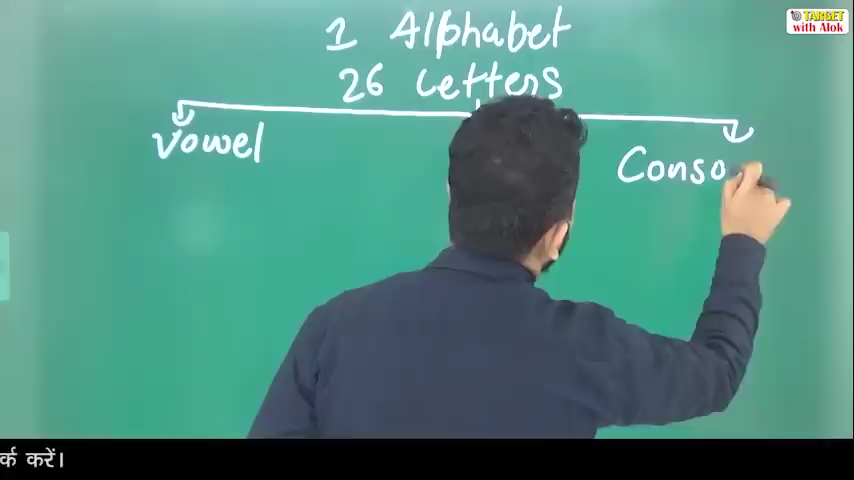 TARGET
with Alok
1 Alphabet
26 Letters
Vowel
Conso
र्क करें।